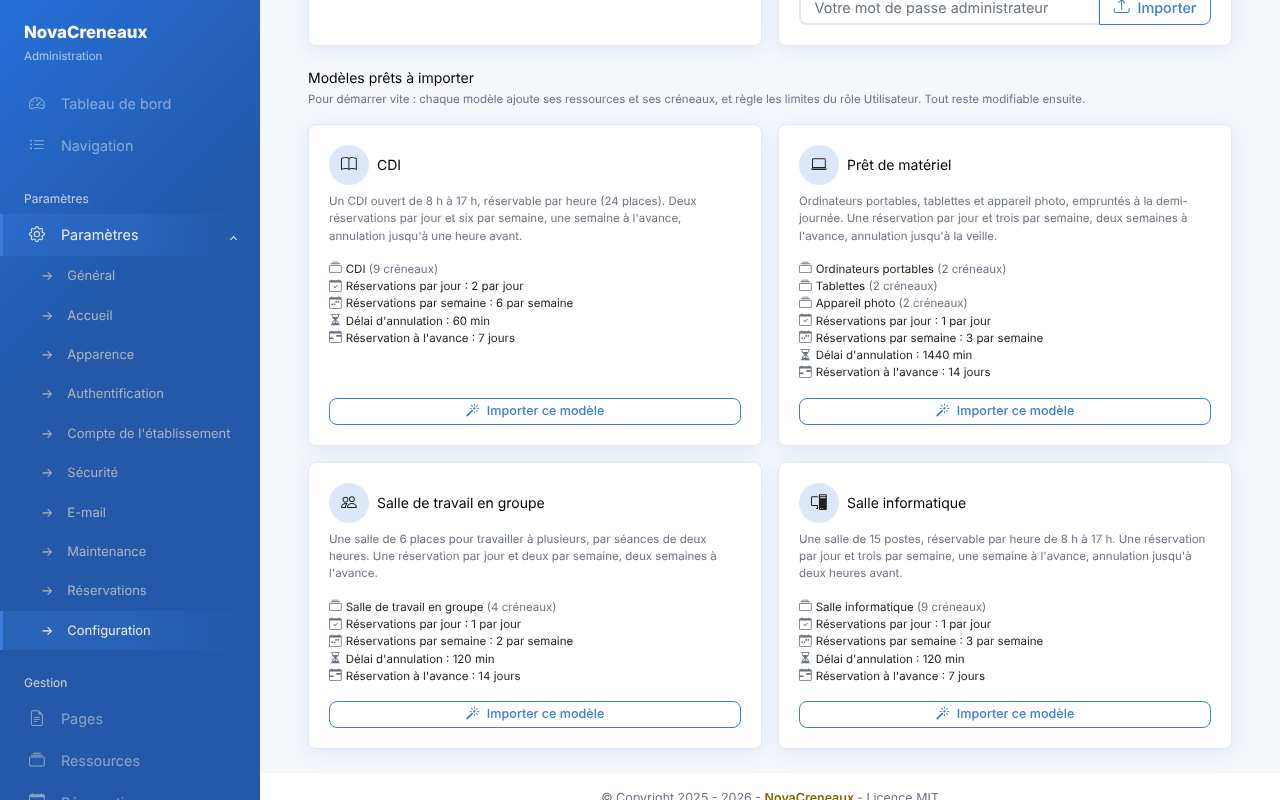 NovaCreneaux
Administration
Tableau de bord
Navigation
Paramètres
Paramètres
Général
Accueil
Apparence
Authentification
Compte de l'établissement
Sécurité
E-mail
Maintenance
Réservations
Configuration
Gestion
Pages
Ressources
Votre mot de passe administrateur
Importer
Modèles prêts à importer
Pour démarrer vite : chaque modèle ajoute ses ressources et ses créneaux, et règle les limites du rôle Utilisateur. Tout reste modifiable ensuite.
CDI
Un CDI ouvert de 8 h à 17 h, réservable par heure (24 places). Deux
réservations par jour et six par semaine, une semaine à l'avance,
annulation jusqu'à une heure avant.
CDI (9 créneaux)
Réservations par jour : 2 par jour
Réservations par semaine : 6 par semaine
Délai d'annulation : 60 min
Réservation à l'avance : 7 jours
Importer ce modèle
Prêt de matériel
Ordinateurs portables, tablettes et appareil photo, empruntés à la demi-
journée. Une réservation par jour et trois par semaine, deux semaines à
l'avance, annulation jusqu'à la veille.
Ordinateurs portables (2 créneaux)
Tablettes (2 créneaux)
Appareil photo (2 créneaux)
Réservations par jour : 1 par jour
Réservations par semaine : 3 par semaine
Délai d'annulation : 1440 min
Réservation à l'avance : 14 jours
Importer ce modèle
Salle de travail en groupe
Une salle de 6 places pour travailler à plusieurs, par séances de deux
heures. Une réservation par jour et deux par semaine, deux semaines à
l'avance.
Salle de travail en groupe (4 créneaux)
Réservations par jour : 1 par jour
Réservations par semaine : 2 par semaine
Délai d'annulation : 120 min
Réservation à l'avance : 14 jours
Importer ce modèle
Salle informatique
Une salle de 15 postes, réservable par heure de 8 h à 17 h. Une réservation
par jour et trois par semaine, une semaine à l'avance, annulation jusqu'à
deux heures avant.
Salle informatique (9 créneaux)
Réservations par jour : 1 par jour
Réservations par semaine : 3 par semaine
Délai d'annulation : 120 min
Réservation à l'avance : 7 jours
Importer ce modèle
© Copyright 2025 - 2026 - NovaCreneaux - Licence MIT